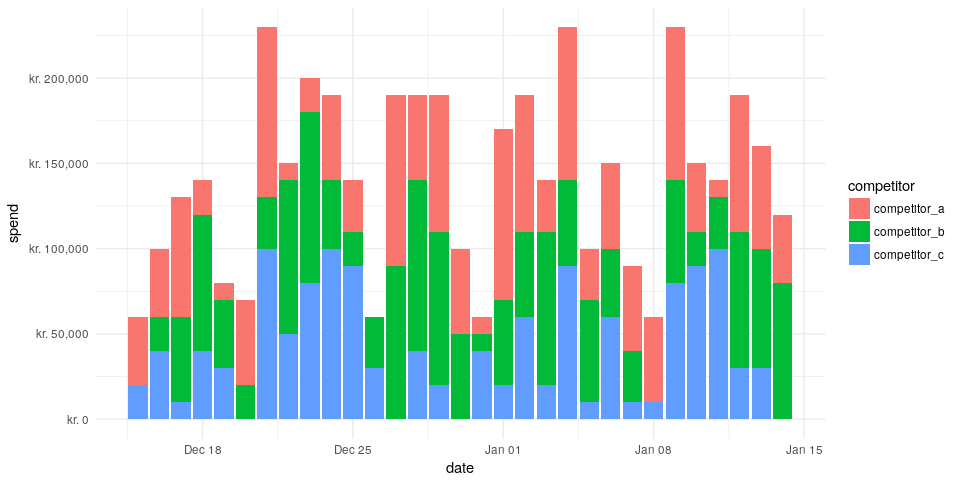 kr. 200,000
kr. 150,000
kr. 100,000
kr. 50,000
kr. 0
spend
Dec 18
Dec 25
Jan 01
Jan 08
Jan 15
date
competitor
competitor_a
competitor_b
competitor_c